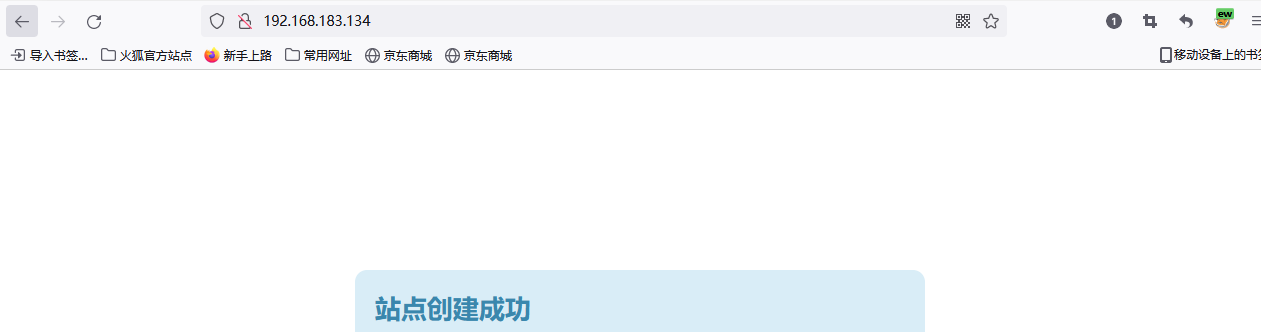 192.168.183.134
1
ew
导入书签... 火狐官方站点 新手上路 常用网址 京东商城 京东商城 移动设备上的书签
站点创建成功